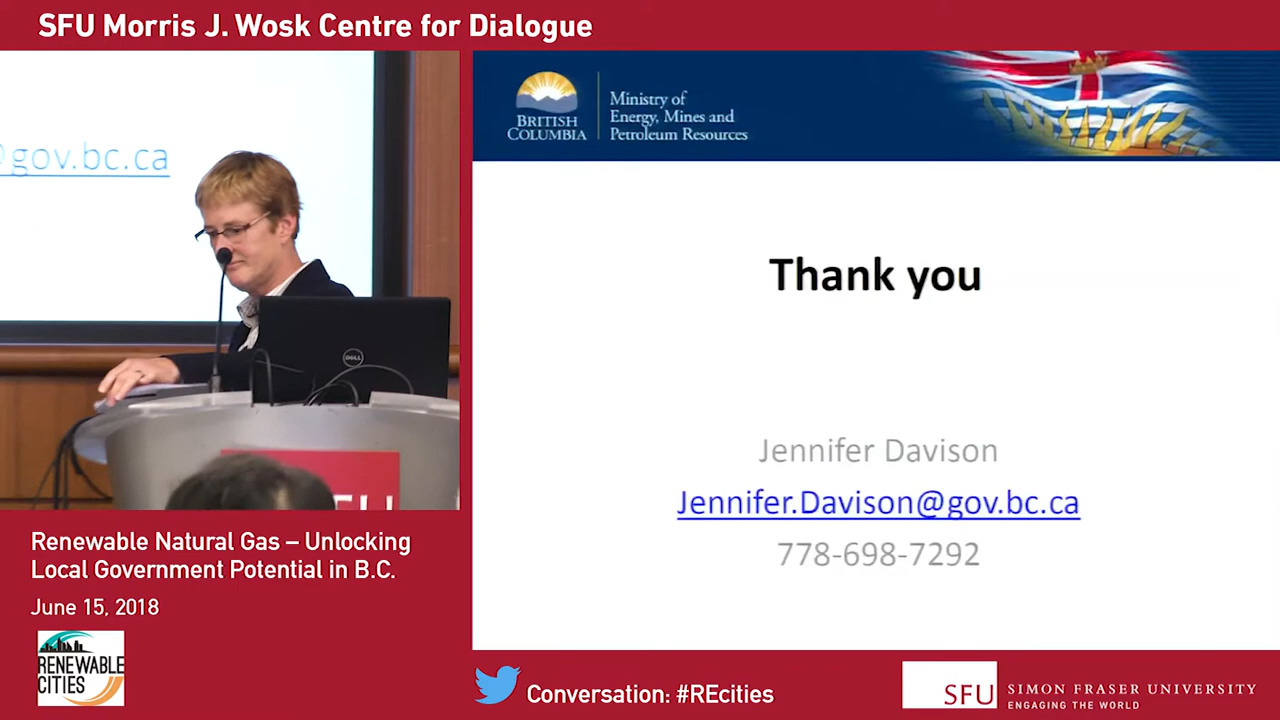 SFU Morris J. Wosk Centre for Dialogue
@gov.bc.ca
DELL
SFU
Renewable Natural Gas – Unlocking
Local Government Potential in B.C.
June 15, 2018
RENEWABLE
CITIES
BRITISH
COLUMBIA
Ministry of
Energy, Mines and
Petroleum Resources
Thank you
Jennifer Davison
Jennifer.Davison@gov.bc.ca
778-698-7292
Conversation: #REcities
SFU
SIMON FRASER UNIVERSITY
ENGAGING THE WORLD